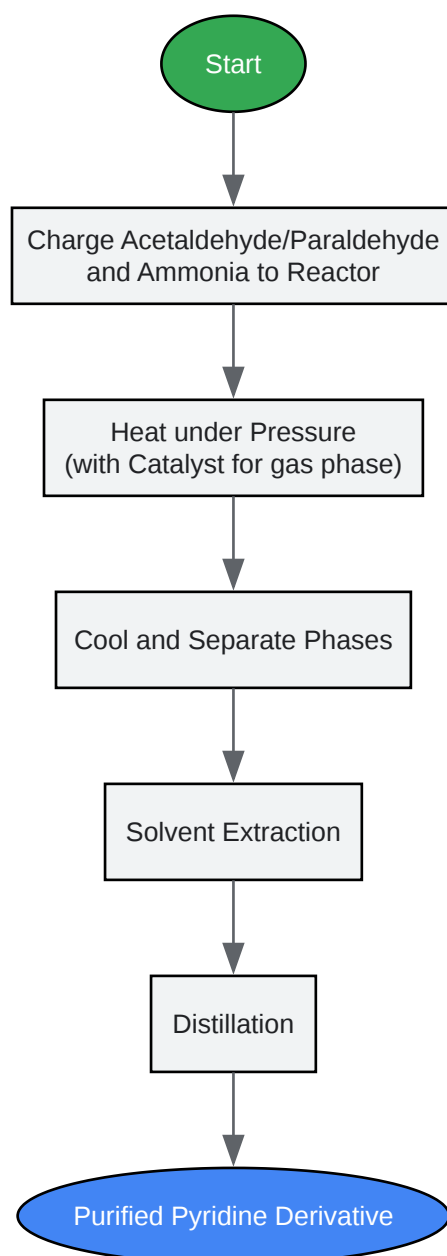 Start
Charge Acetaldehyde/Paraldehyde
and Ammonia to Reactor
Heat under Pressure
(with Catalyst for gas phase)
Cool and Separate Phases
Solvent Extraction
Distillation
Purified Pyridine Derivative